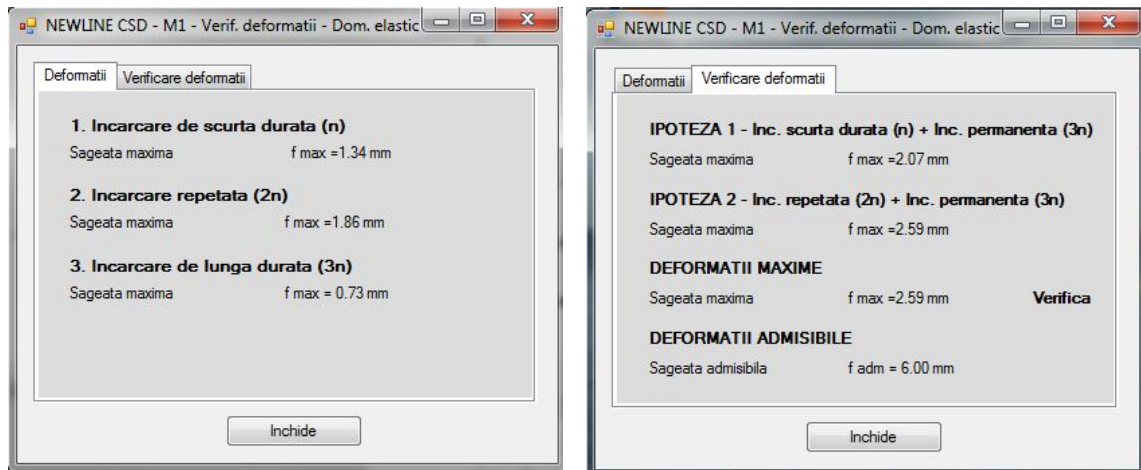 NEWLINE CSD - M1 - Verif. deformatii - Dom. elastic
Deformatii
Verificare deformatii
1. Incarcare de scurta durata (n)
Sageata maxima f max =1.34 mm
2. Incarcare repetata (2n)
Sageata maxima f max =1.86 mm
3. Incarcare de lunga durata (3n)
Sageata maxima f max = 0.73 mm
Inchide
NEWLINE CSD - M1 - Verif. deformatii - Dom. elastic
Deformatii
Verificare deformatii
IPOTEZA 1 - Inc. scurta durata (n) + Inc. permanenta (3n)
Sageata maxima f max =2.07 mm
IPOTEZA 2 - Inc. repetata (2n) + Inc. permanenta (3n)
Sageata maxima f max =2.59 mm
DEFORMATII MAXIME
Sageata maxima f max =2.59 mm Verifica
DEFORMATII ADMISIBILE
Sageata admisibila f adm = 6.00 mm
Inchide